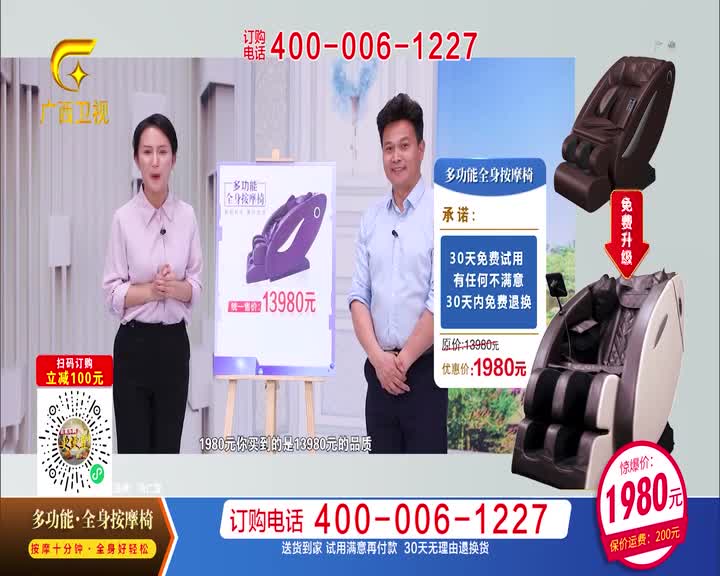 订购
电话 400-006-1227
广西卫视
多功能
全身按摩椅
统一售价:13980元
多功能全身按摩椅
承诺:
30天免费试用
有任何不满意
30天内免费退换
原价:13980元
优惠价:1980元
免费升级
扫码订购
立减100元
1980元你买到的是13980元的品质
多功能·全身按摩椅
按摩十分钟·全身好轻松
订购电话 400-006-1227
送货到家 试用满意再付款 30天无理由退换货
惊爆价:
1980元
保价运费:200元